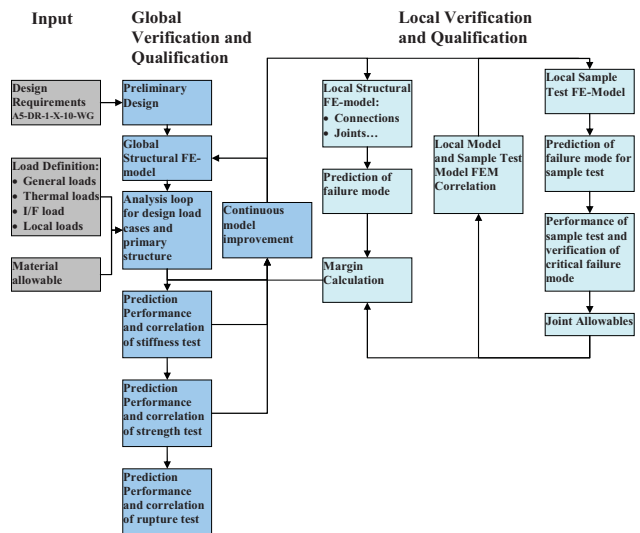 Input
Global
Verification and
Qualification
Local Verification
and Qualification
Design
Requirements
A5-DR-1-X-10-WG
Load Definition:
• General loads
• Thermal loads
• I/F load
• Local loads
Material
allowable
Preliminary
Design
Global
Structural FE-
model
Analysis loop
for design load
cases and
primary
structure
Prediction
Performance
and correlation
of stiffness test
Prediction
Performance
and correlation
of strength test
Prediction
Performance
and correlation
of rupture test
Continuous
model
improvement
Local Structural
FE-model:
• Connections
• Joints…
Prediction of
failure mode
Margin
Calculation
Local Model
and Sample Test
Model FEM
Correlation
Local Sample
Test FE-Model
Prediction of
failure mode for
sample test
Performance of
sample test and
verification of
critical failure
mode
Joint Allowables